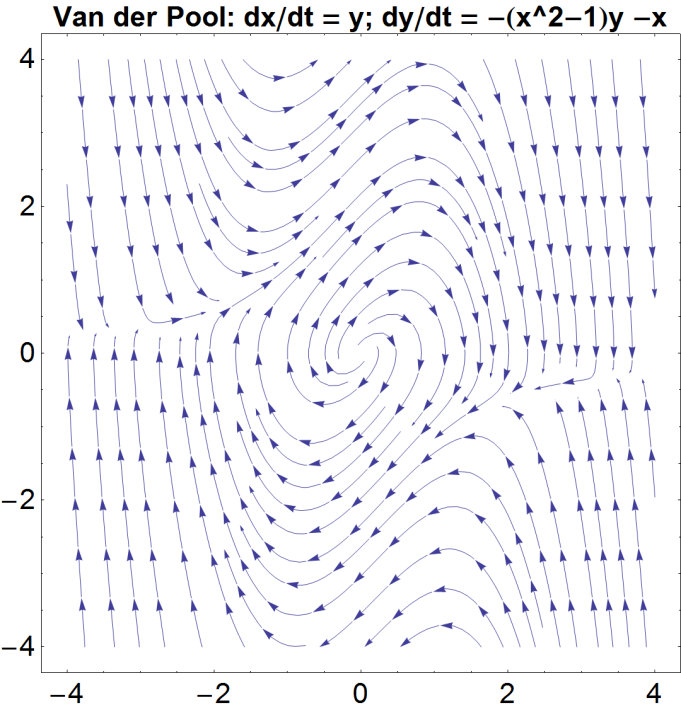 Van der Pool: dx/dt = y; dy/dt = −(x^2−1)y −x
4
2
0
−2
−4
−4 −2 0 2 4